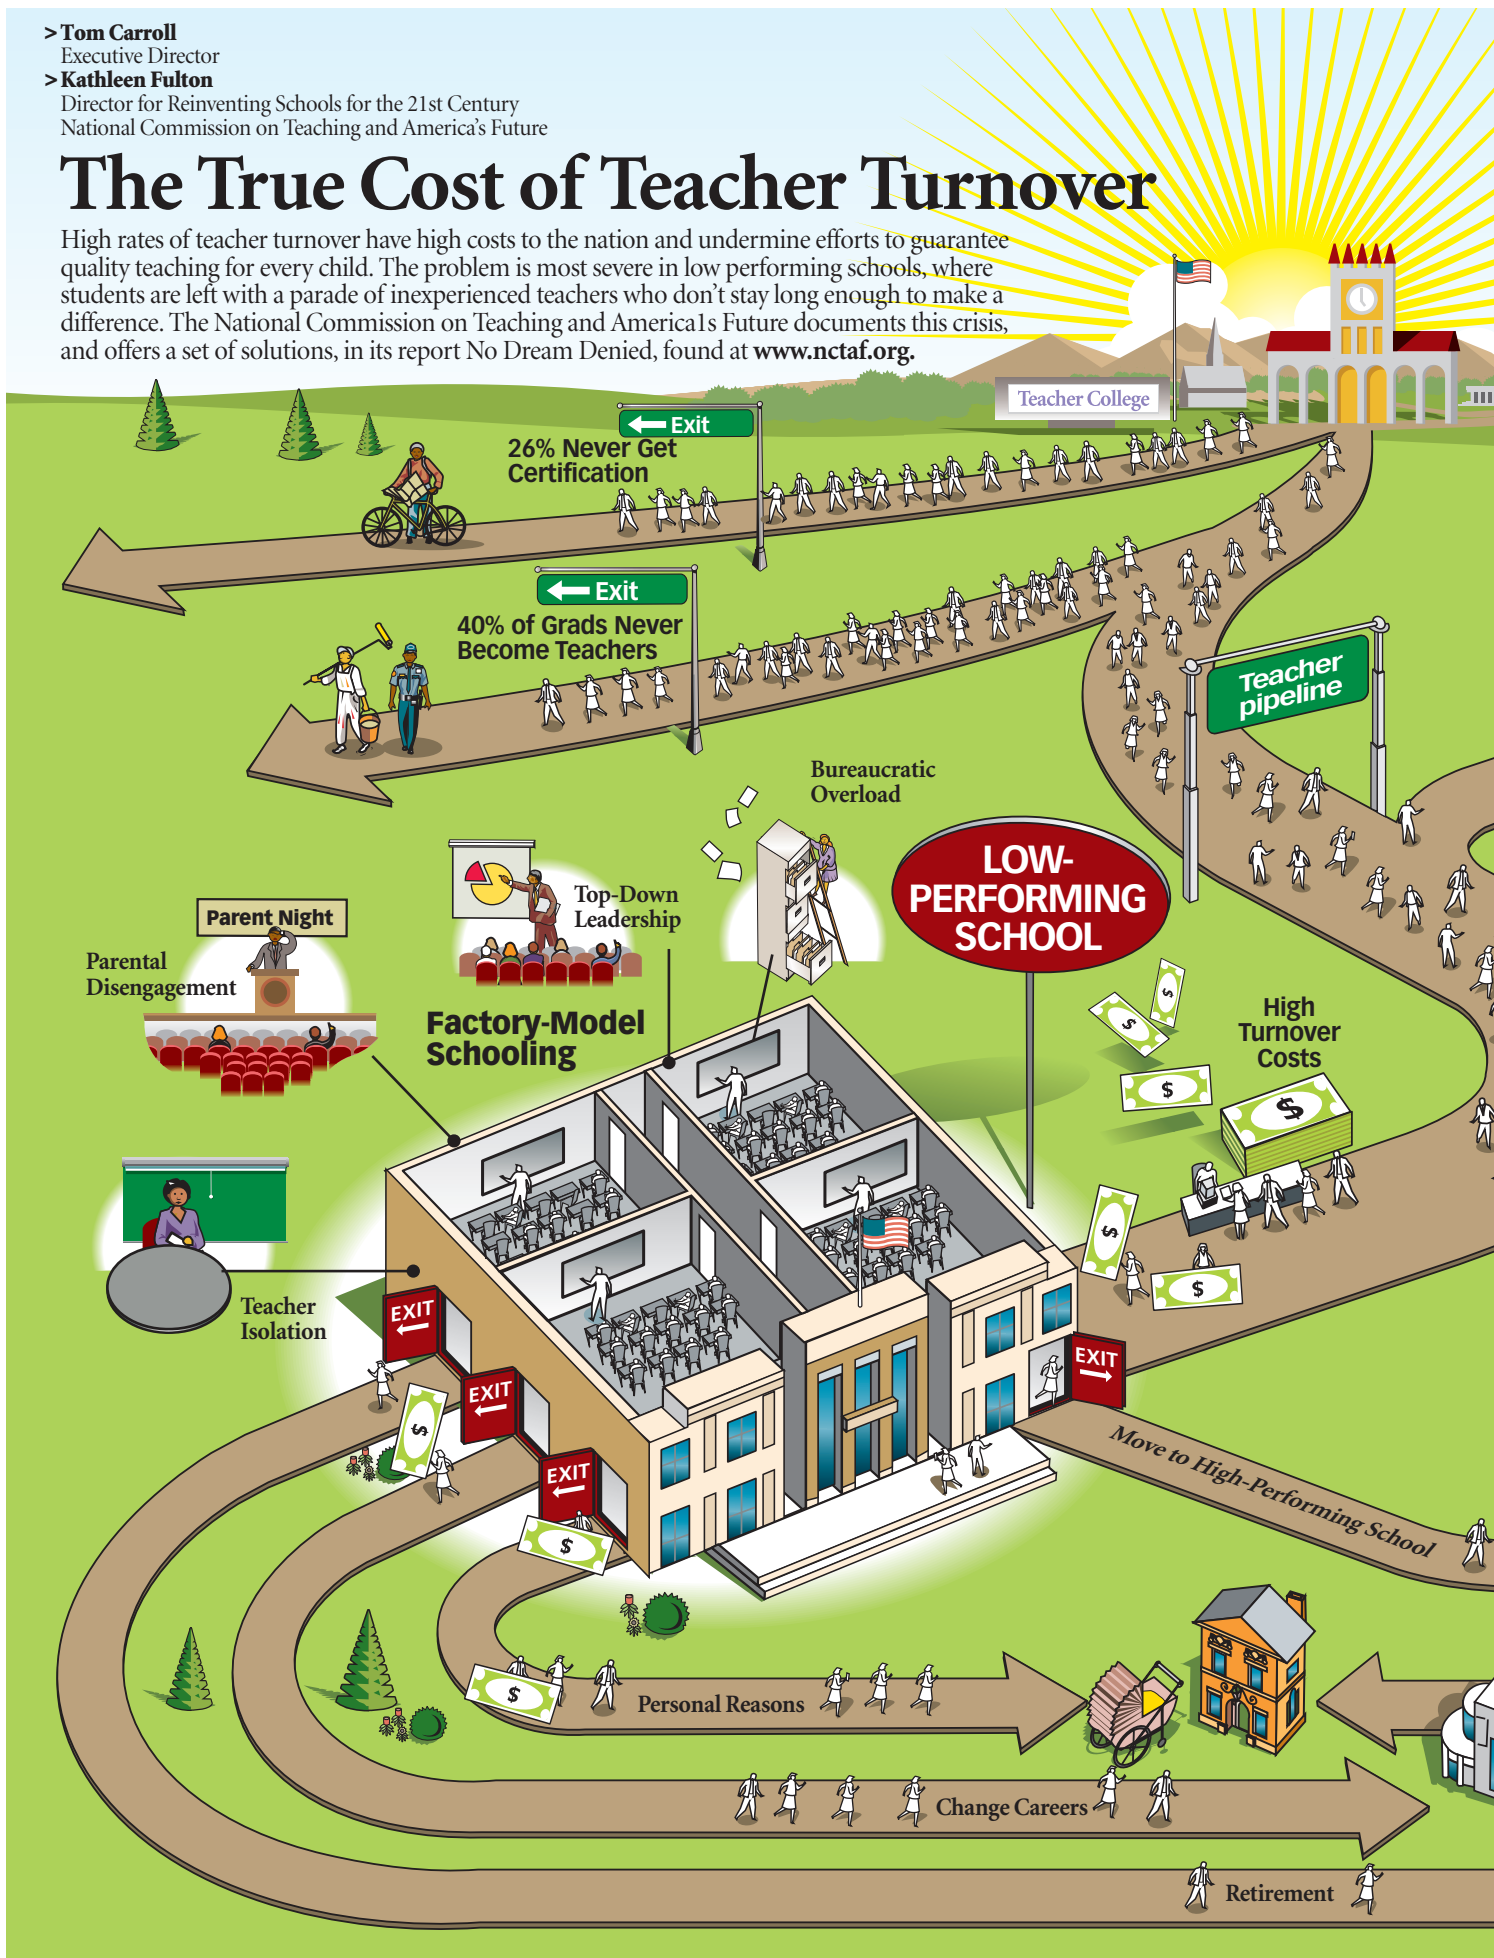 > Tom Carroll
Executive Director
> Kathleen Fulton
Director for Reinventing Schools for the 21st Century
National Commission on Teaching and America's Future
The True Cost of Teacher Turnover
High rates of teacher turnover have high costs to the nation and undermine efforts to guarantee
quality teaching for every child. The problem is most severe in low performing schools, where
students are left with a parade of inexperienced teachers who don't stay long enough to make a
difference. The National Commission on Teaching and America1s Future documents this crisis,
and offers a set of solutions, in its report No Dream Denied, found at www.nctaf.org.
Teacher College
Exit
26% Never Get
Certification
Exit
40% of Grads Never
Become Teachers
Teacher
pipeline
Bureaucratic
Overload
LOW-
PERFORMING
SCHOOL
Top-Down
Leadership
Parent Night
Parental
Disengagement
Factory-Model
Schooling
High
Turnover
Costs
$
$
$
$
$
$
Teacher
Isolation
EXIT
EXIT
EXIT
EXIT
$
$
Move to High-Performing School
$
Personal Reasons
Change Careers
Retirement